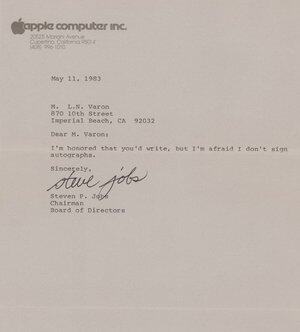 apple computer inc.
20525 Mariani Avenue
Cupertino, California 95014
(408) 996-1010
May 11, 1983
M. L.N. Varon
870 10th Street
Imperial Beach, CA 92032
Dear M. Varon:
I'm honored that you'd write, but I'm afraid I don't sign
autographs.
Sincerely,
steve jobs
Steven P. Jobs
Chairman
Board of Directors